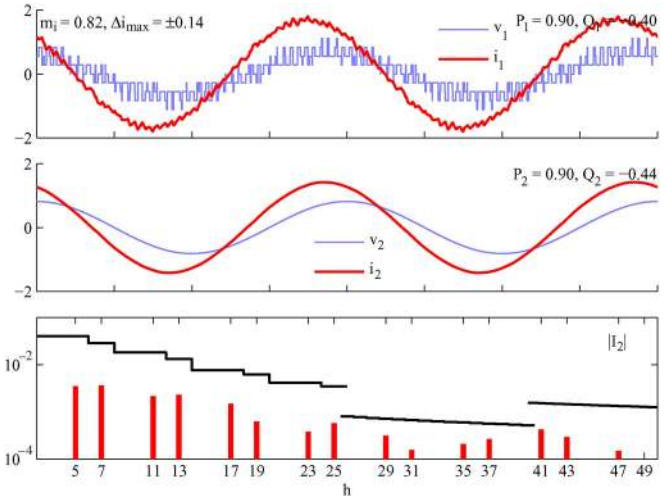 2
m_i = 0.82, Δi_max = ±0.14
P_1 = 0.90, Q_1 = −0.40
v_1
i_1
0
−2
2
P_2 = 0.90, Q_2 = −0.44
0
v_2
i_2
−2
|I_2|
10^−2
10^−4
5 7 11 13 17 19 23 25 29 31 35 37 41 43 47 49
h